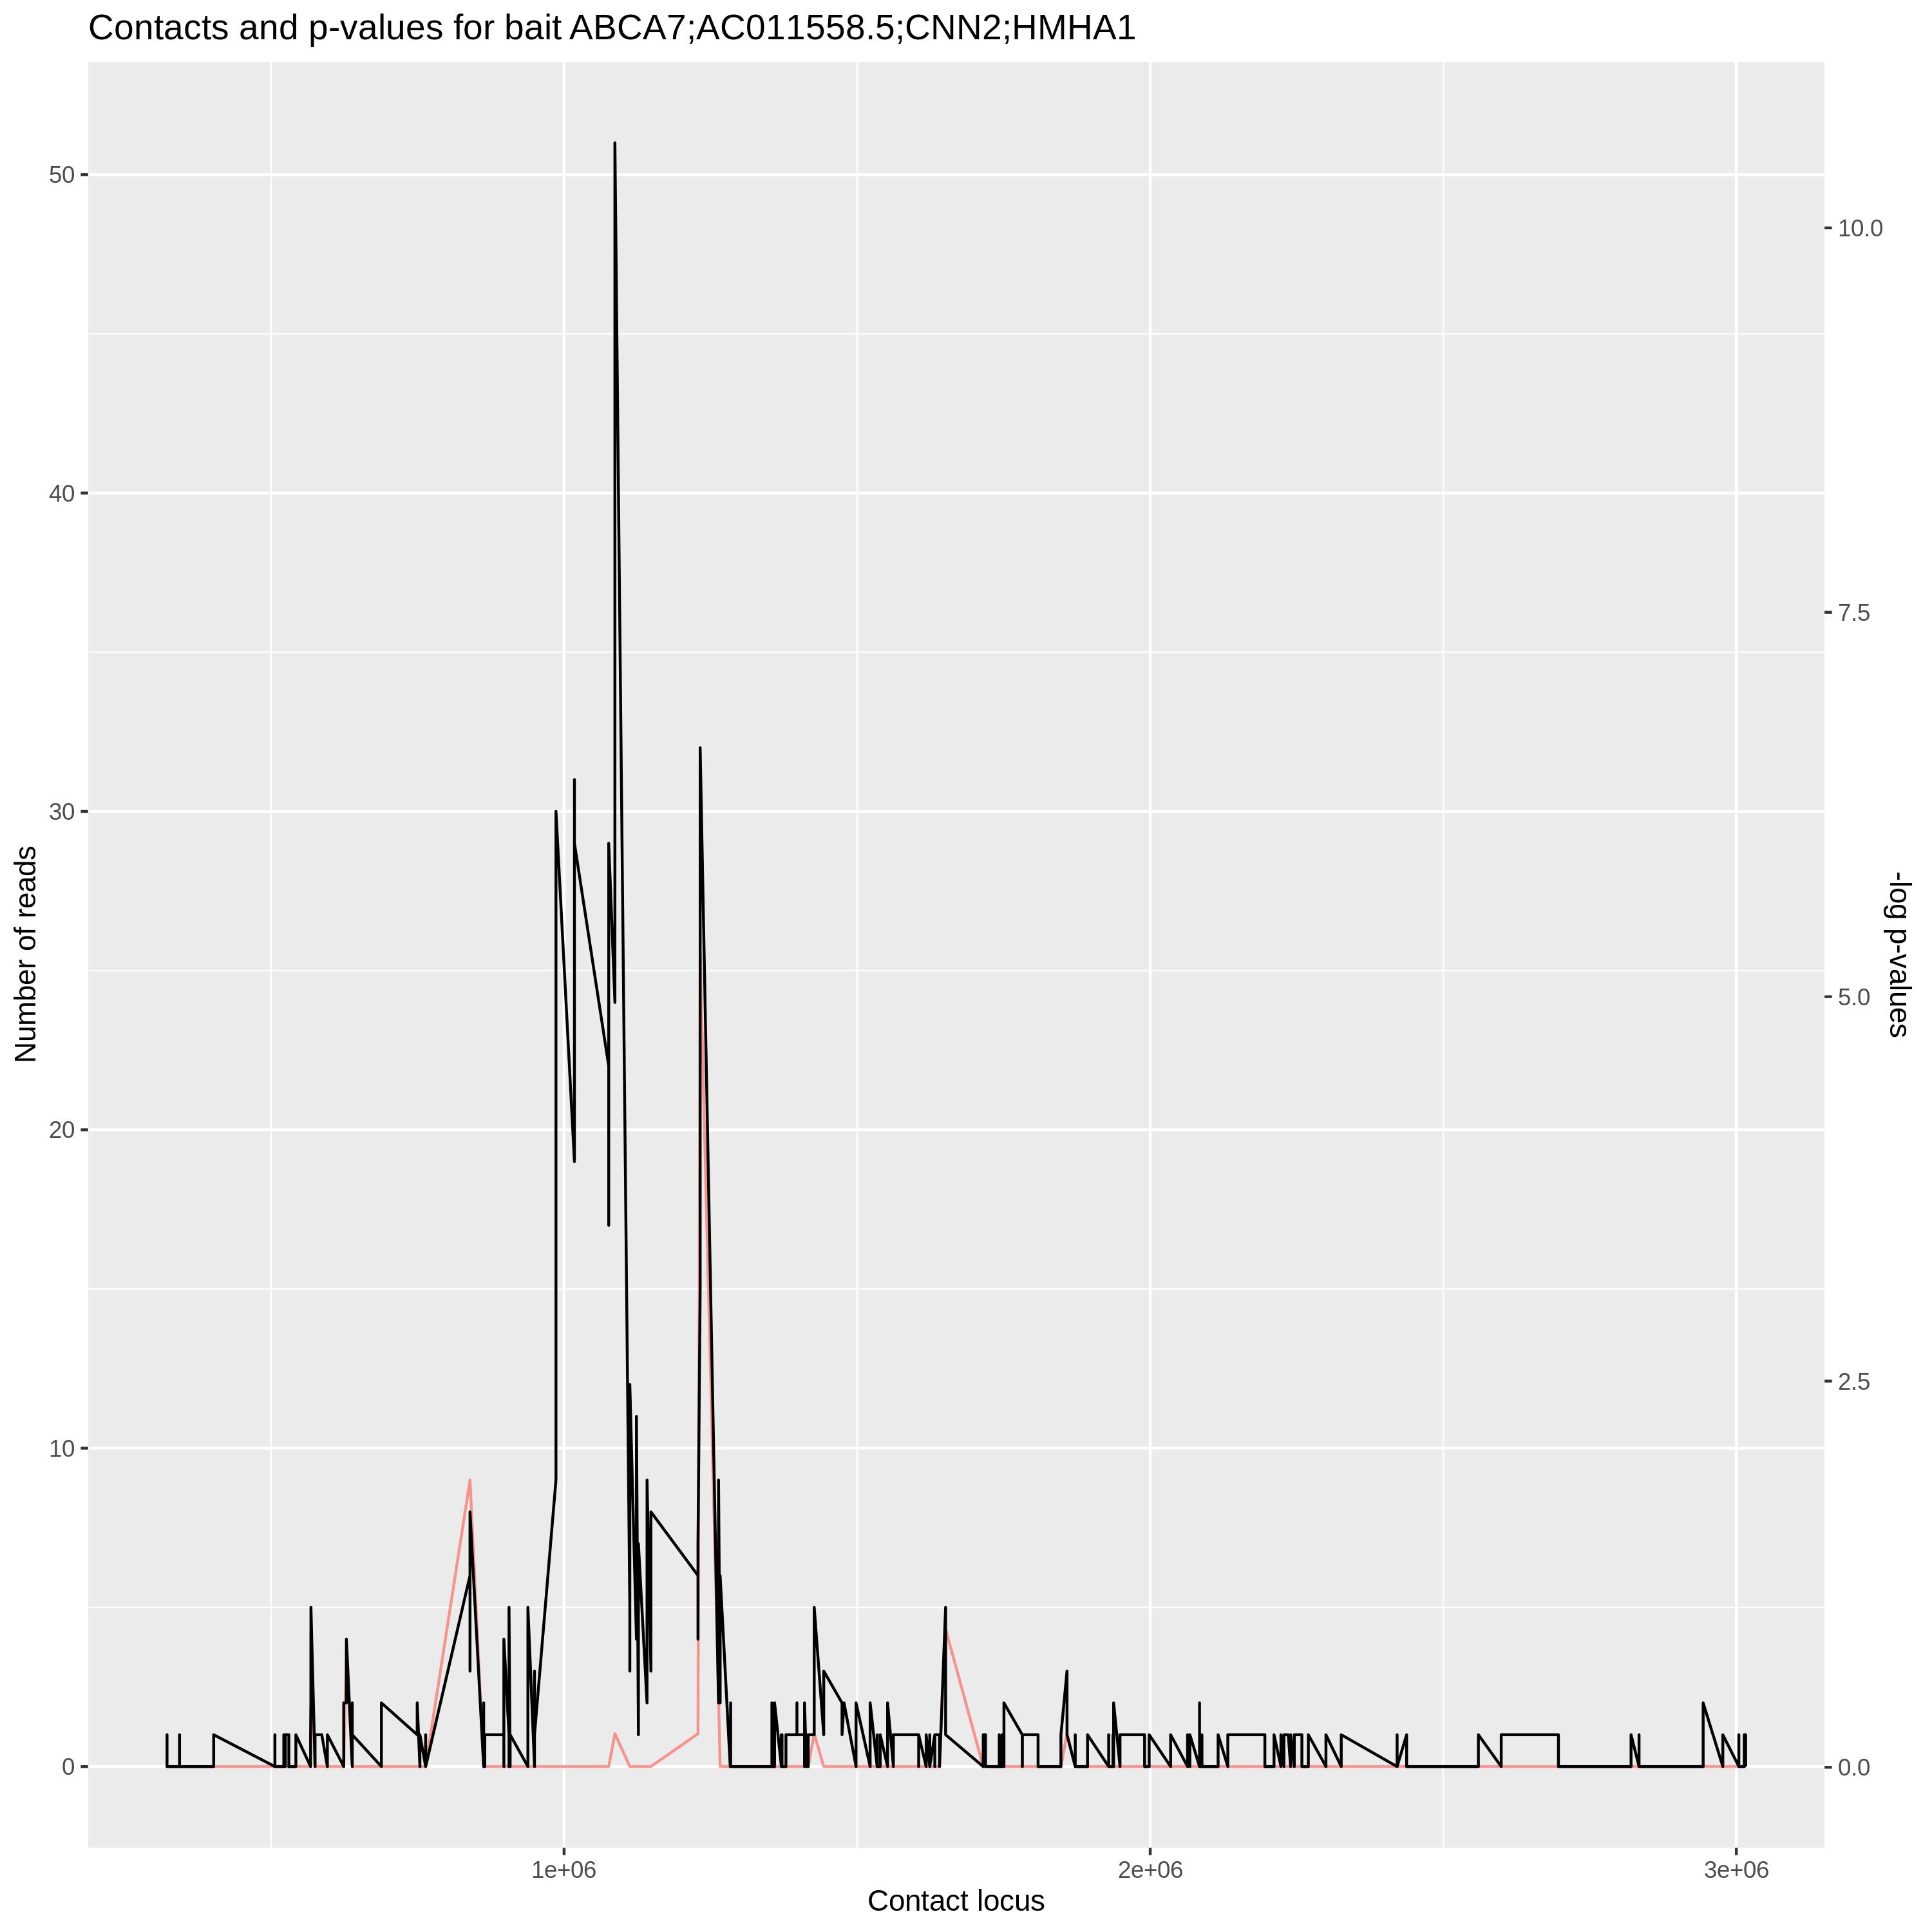 Contacts and p-values for bait ABCA7;AC011558.5;CNN2;HMHA1
50
40
30
20
10
0
Number of reads
10.0
7.5
5.0
2.5
0.0
-log p-values
1e+06
2e+06
3e+06
Contact locus